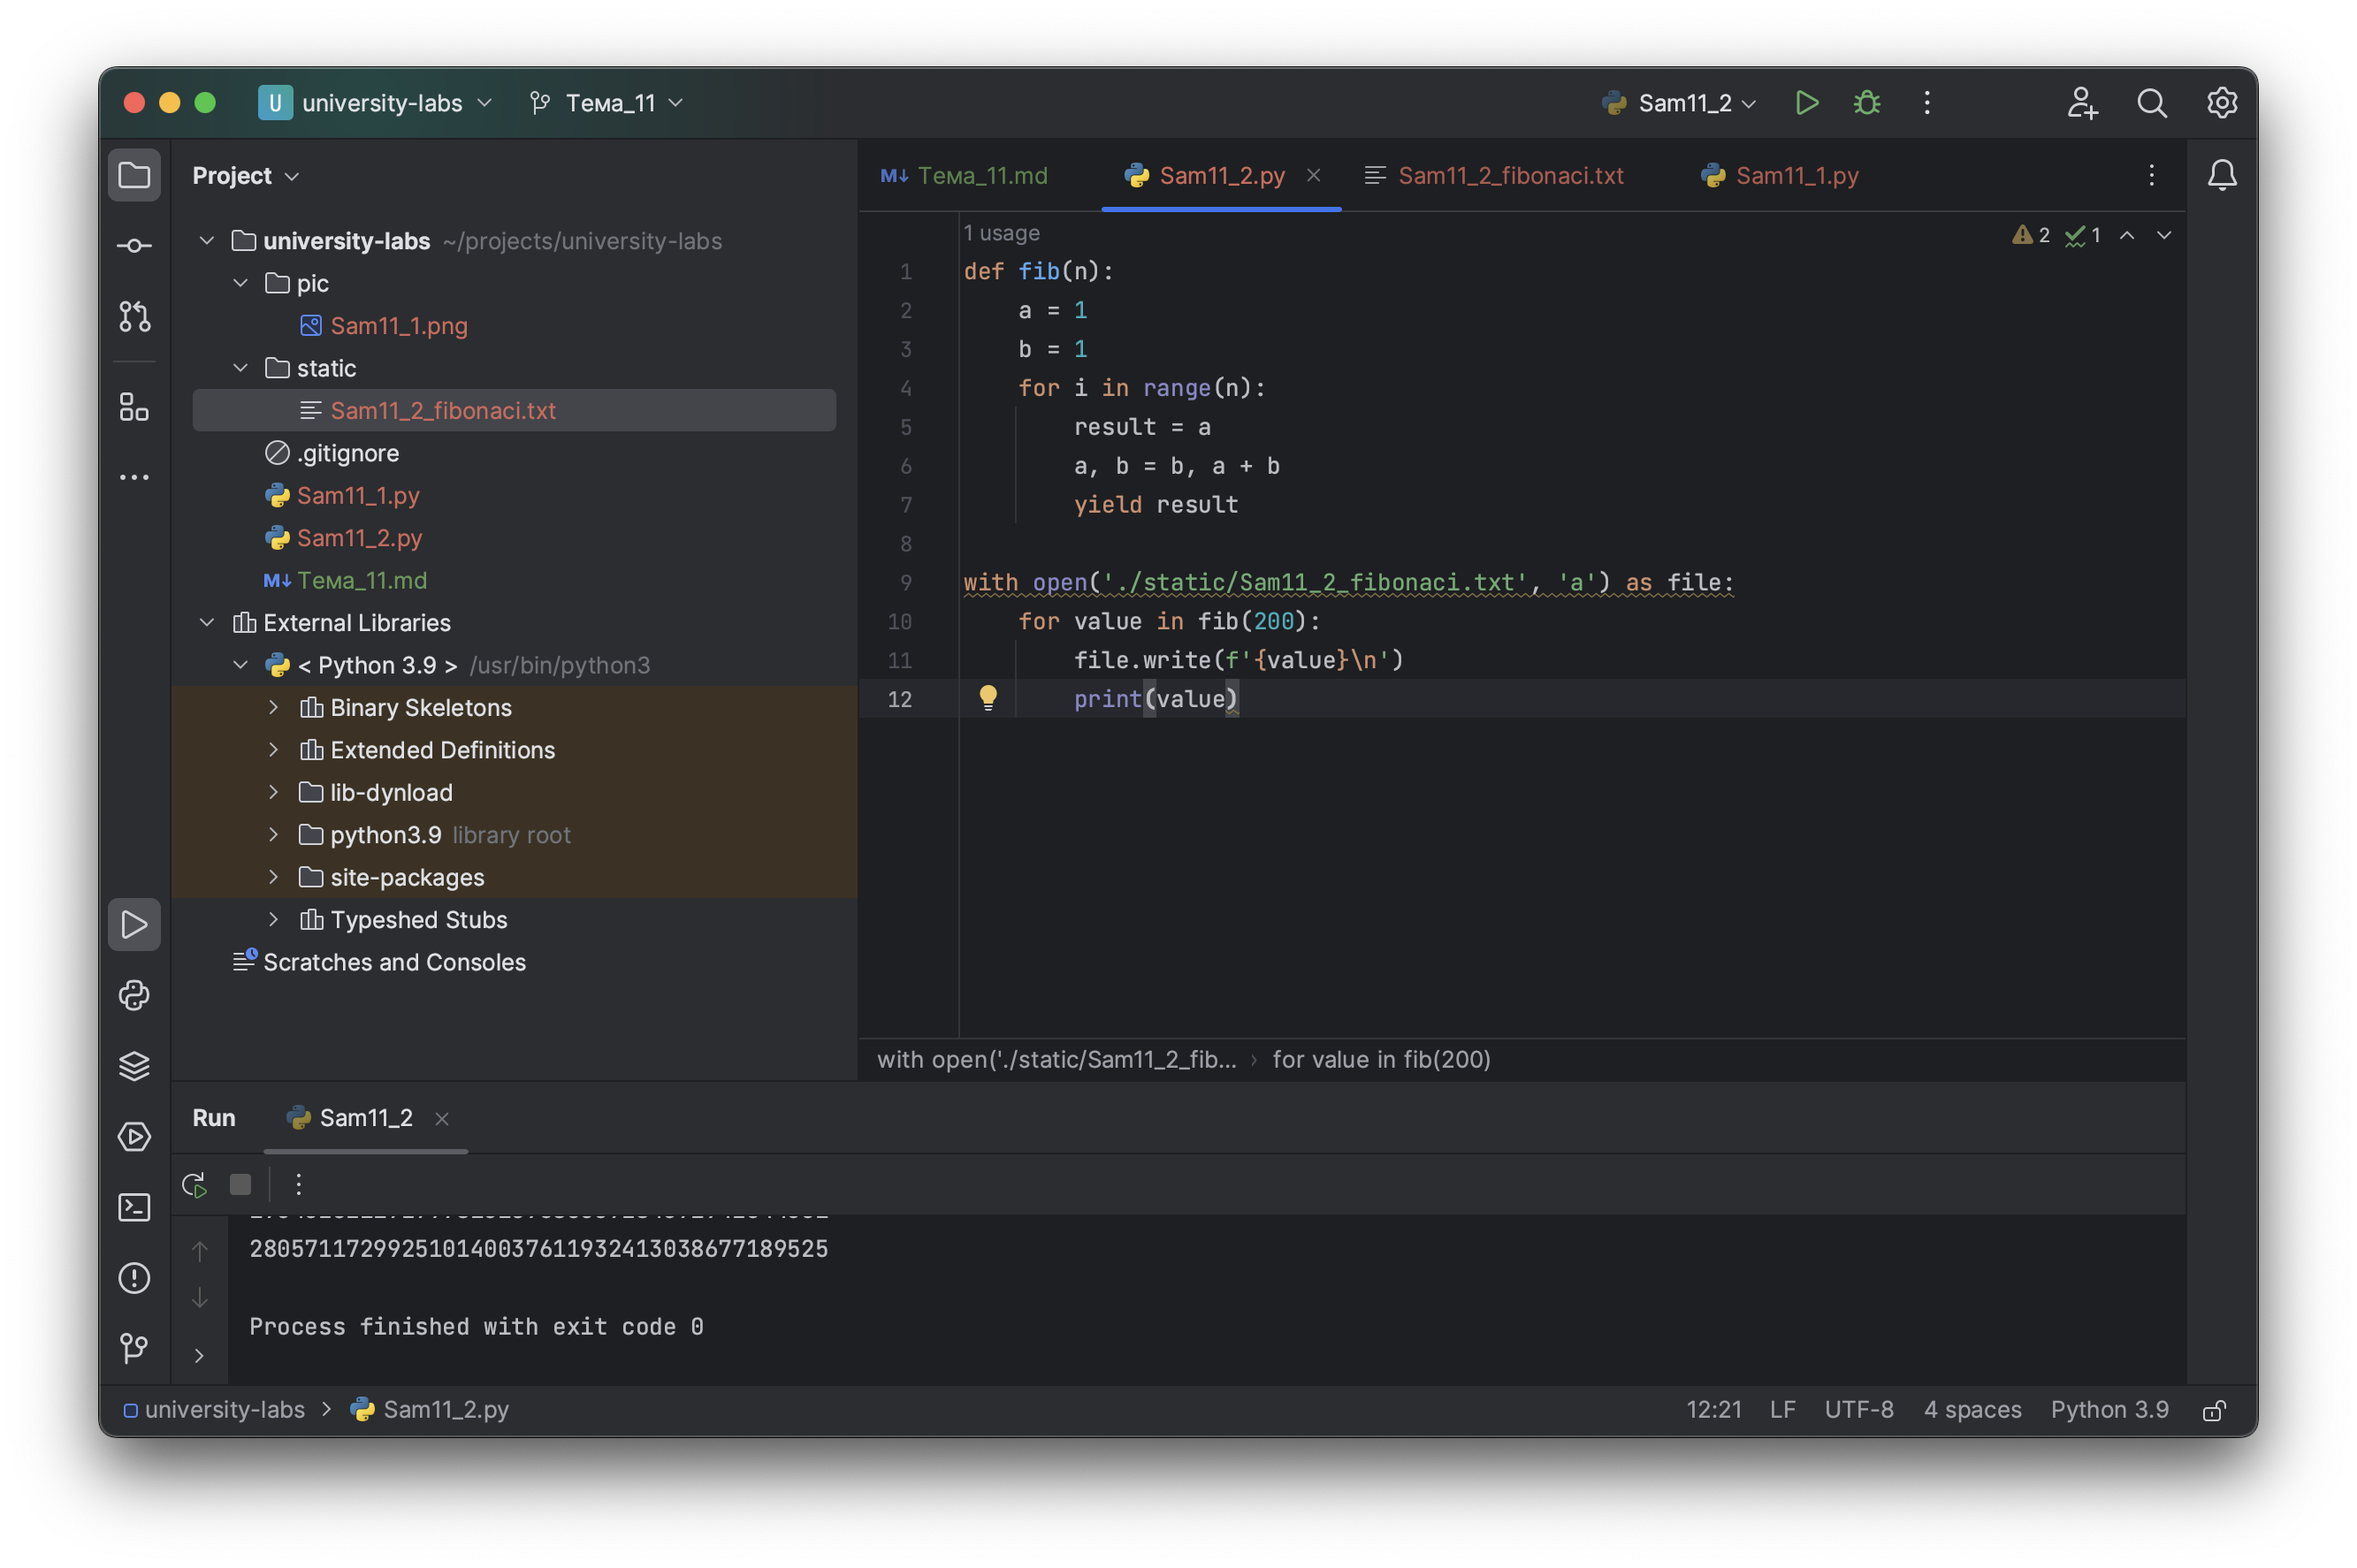 U university-labs Тема_11 Sam11_2
Project
university-labs ~/projects/university-labs
pic
Sam11_1.png
static
Sam11_2_fibonaci.txt
.gitignore
Sam11_1.py
Sam11_2.py
M↓ Тема_11.md
External Libraries
< Python 3.9 > /usr/bin/python3
Binary Skeletons
Extended Definitions
lib-dynload
python3.9 library root
site-packages
Typeshed Stubs
Scratches and Consoles
M↓ Тема_11.md Sam11_2.py Sam11_2_fibonaci.txt Sam11_1.py
1 usage 2 1
1 def fib(n):
2     a = 1
3     b = 1
4     for i in range(n):
5         result = a
6         a, b = b, a + b
7         yield result
8
9 with open('./static/Sam11_2_fibonaci.txt', 'a') as file:
10     for value in fib(200):
11         file.write(f'{value}\n')
12         print(value)
with open('./static/Sam11_2_fib... › for value in fib(200)
Run Sam11_2
280571172992510140037611932413038677189525
Process finished with exit code 0
university-labs > Sam11_2.py 12:21 LF UTF-8 4 spaces Python 3.9